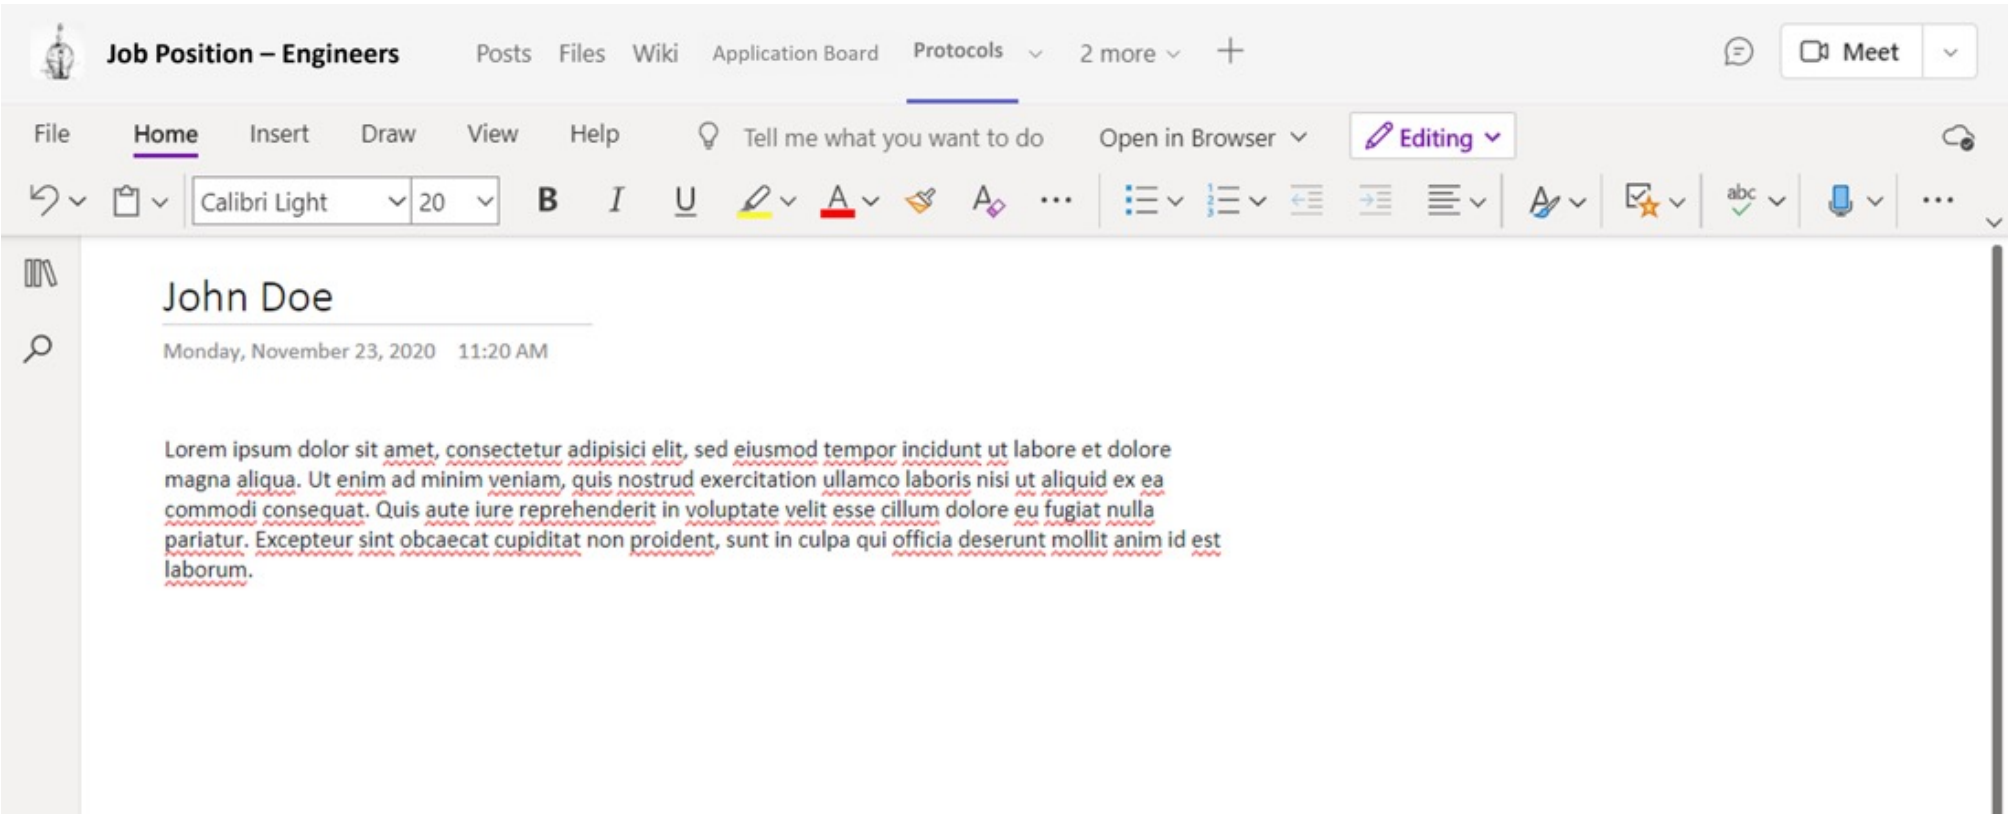 Job Position – Engineers Posts Files Wiki Application Board Protocols 2 more Meet
File Home Insert Draw View Help Tell me what you want to do Open in Browser Editing
Calibri Light 20 B I U A A abc
John Doe
Monday, November 23, 2020 11:20 AM
Lorem ipsum dolor sit amet, consectetur adipisici elit, sed eiusmod tempor incidunt ut labore et dolore
magna aliqua. Ut enim ad minim veniam, quis nostrud exercitation ullamco laboris nisi ut aliquid ex ea
commodi consequat. Quis aute iure reprehenderit in voluptate velit esse cillum dolore eu fugiat nulla
pariatur. Excepteur sint obcaecat cupiditat non proident, sunt in culpa qui officia deserunt mollit anim id est
laborum.